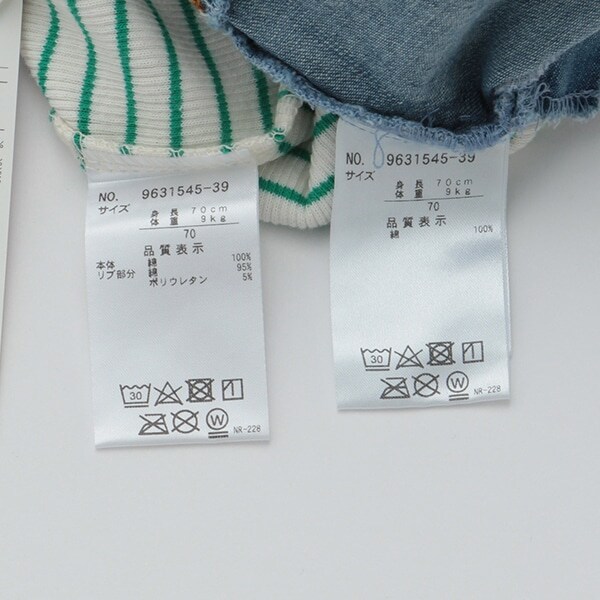 NO. 9631545-39
サイズ
身 長 70cm
体 重 9kg
70
品質表示
本体 綿 100%
リブ部分 綿 95%
ポリウレタン 5%
30
NR-228
NO. 9631545-39
サイズ
身 長 70cm
体 重 9kg
70
品質表示
綿 100%
30
NR-228